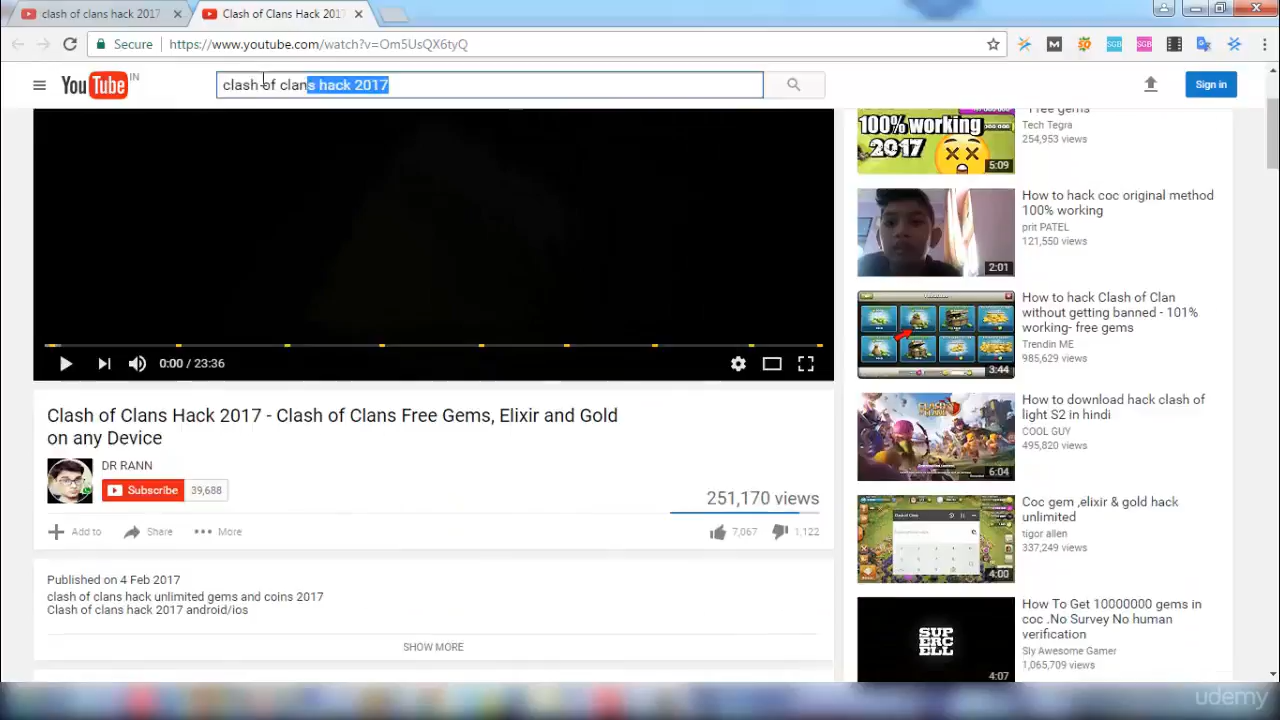 clash of clans hack 2017
Clash of Clans Hack 2017
Secure
https://www.youtube.com/watch?v=Om5UsQX6tyQ
YouTube IN
clash of clans hack 2017
Sign in
Clash of Clans Hack 2017 - Clash of Clans Free Gems, Elixir and Gold
on any Device
DR RANN
Subscribe 39,688
251,170 views
Add to Share More 7,067 1,122
0:00 / 23:36
Published on 4 Feb 2017
clash of clans hack unlimited gems and coins 2017
Clash of clans hack 2017 android/ios
SHOW MORE
100% working
2017
5:09
Free gems
Tech Tegra
254,953 views
2:01
How to hack coc original method
100% working
prit PATEL
121,550 views
3:44
How to hack Clash of Clan
without getting banned - 101%
working- free gems
Trendin ME
985,629 views
6:04
How to download hack clash of
light S2 in hindi
COOL GUY
495,820 views
4:00
Coc gem ,elixir & gold hack
unlimited
tigor allen
337,249 views
SUP
ERC
ELL
4:07
How To Get 10000000 gems in
coc .No Survey No human
verification
Sly Awesome Gamer
1,065,709 views
udemy